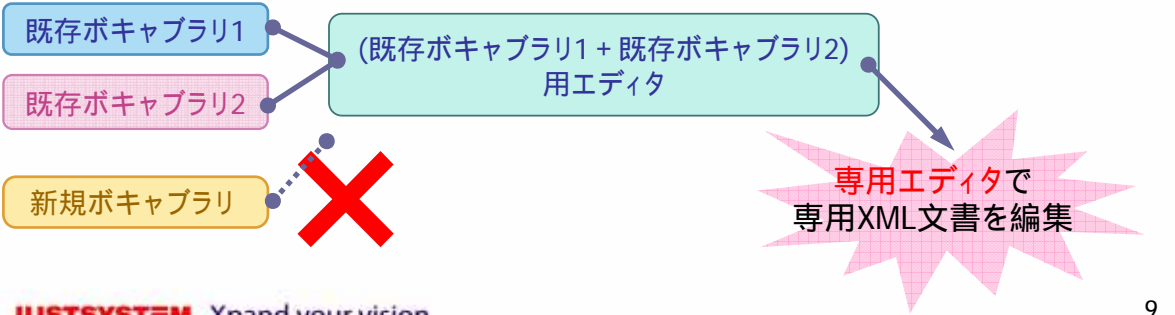 既存ボキャブラリ1
(既存ボキャブラリ1 + 既存ボキャブラリ2)
用エディタ
既存ボキャブラリ2
専用エディタで
専用XML文書を編集
新規ボキャブラリ
JUSTSYSTEM Xpand your vision
9